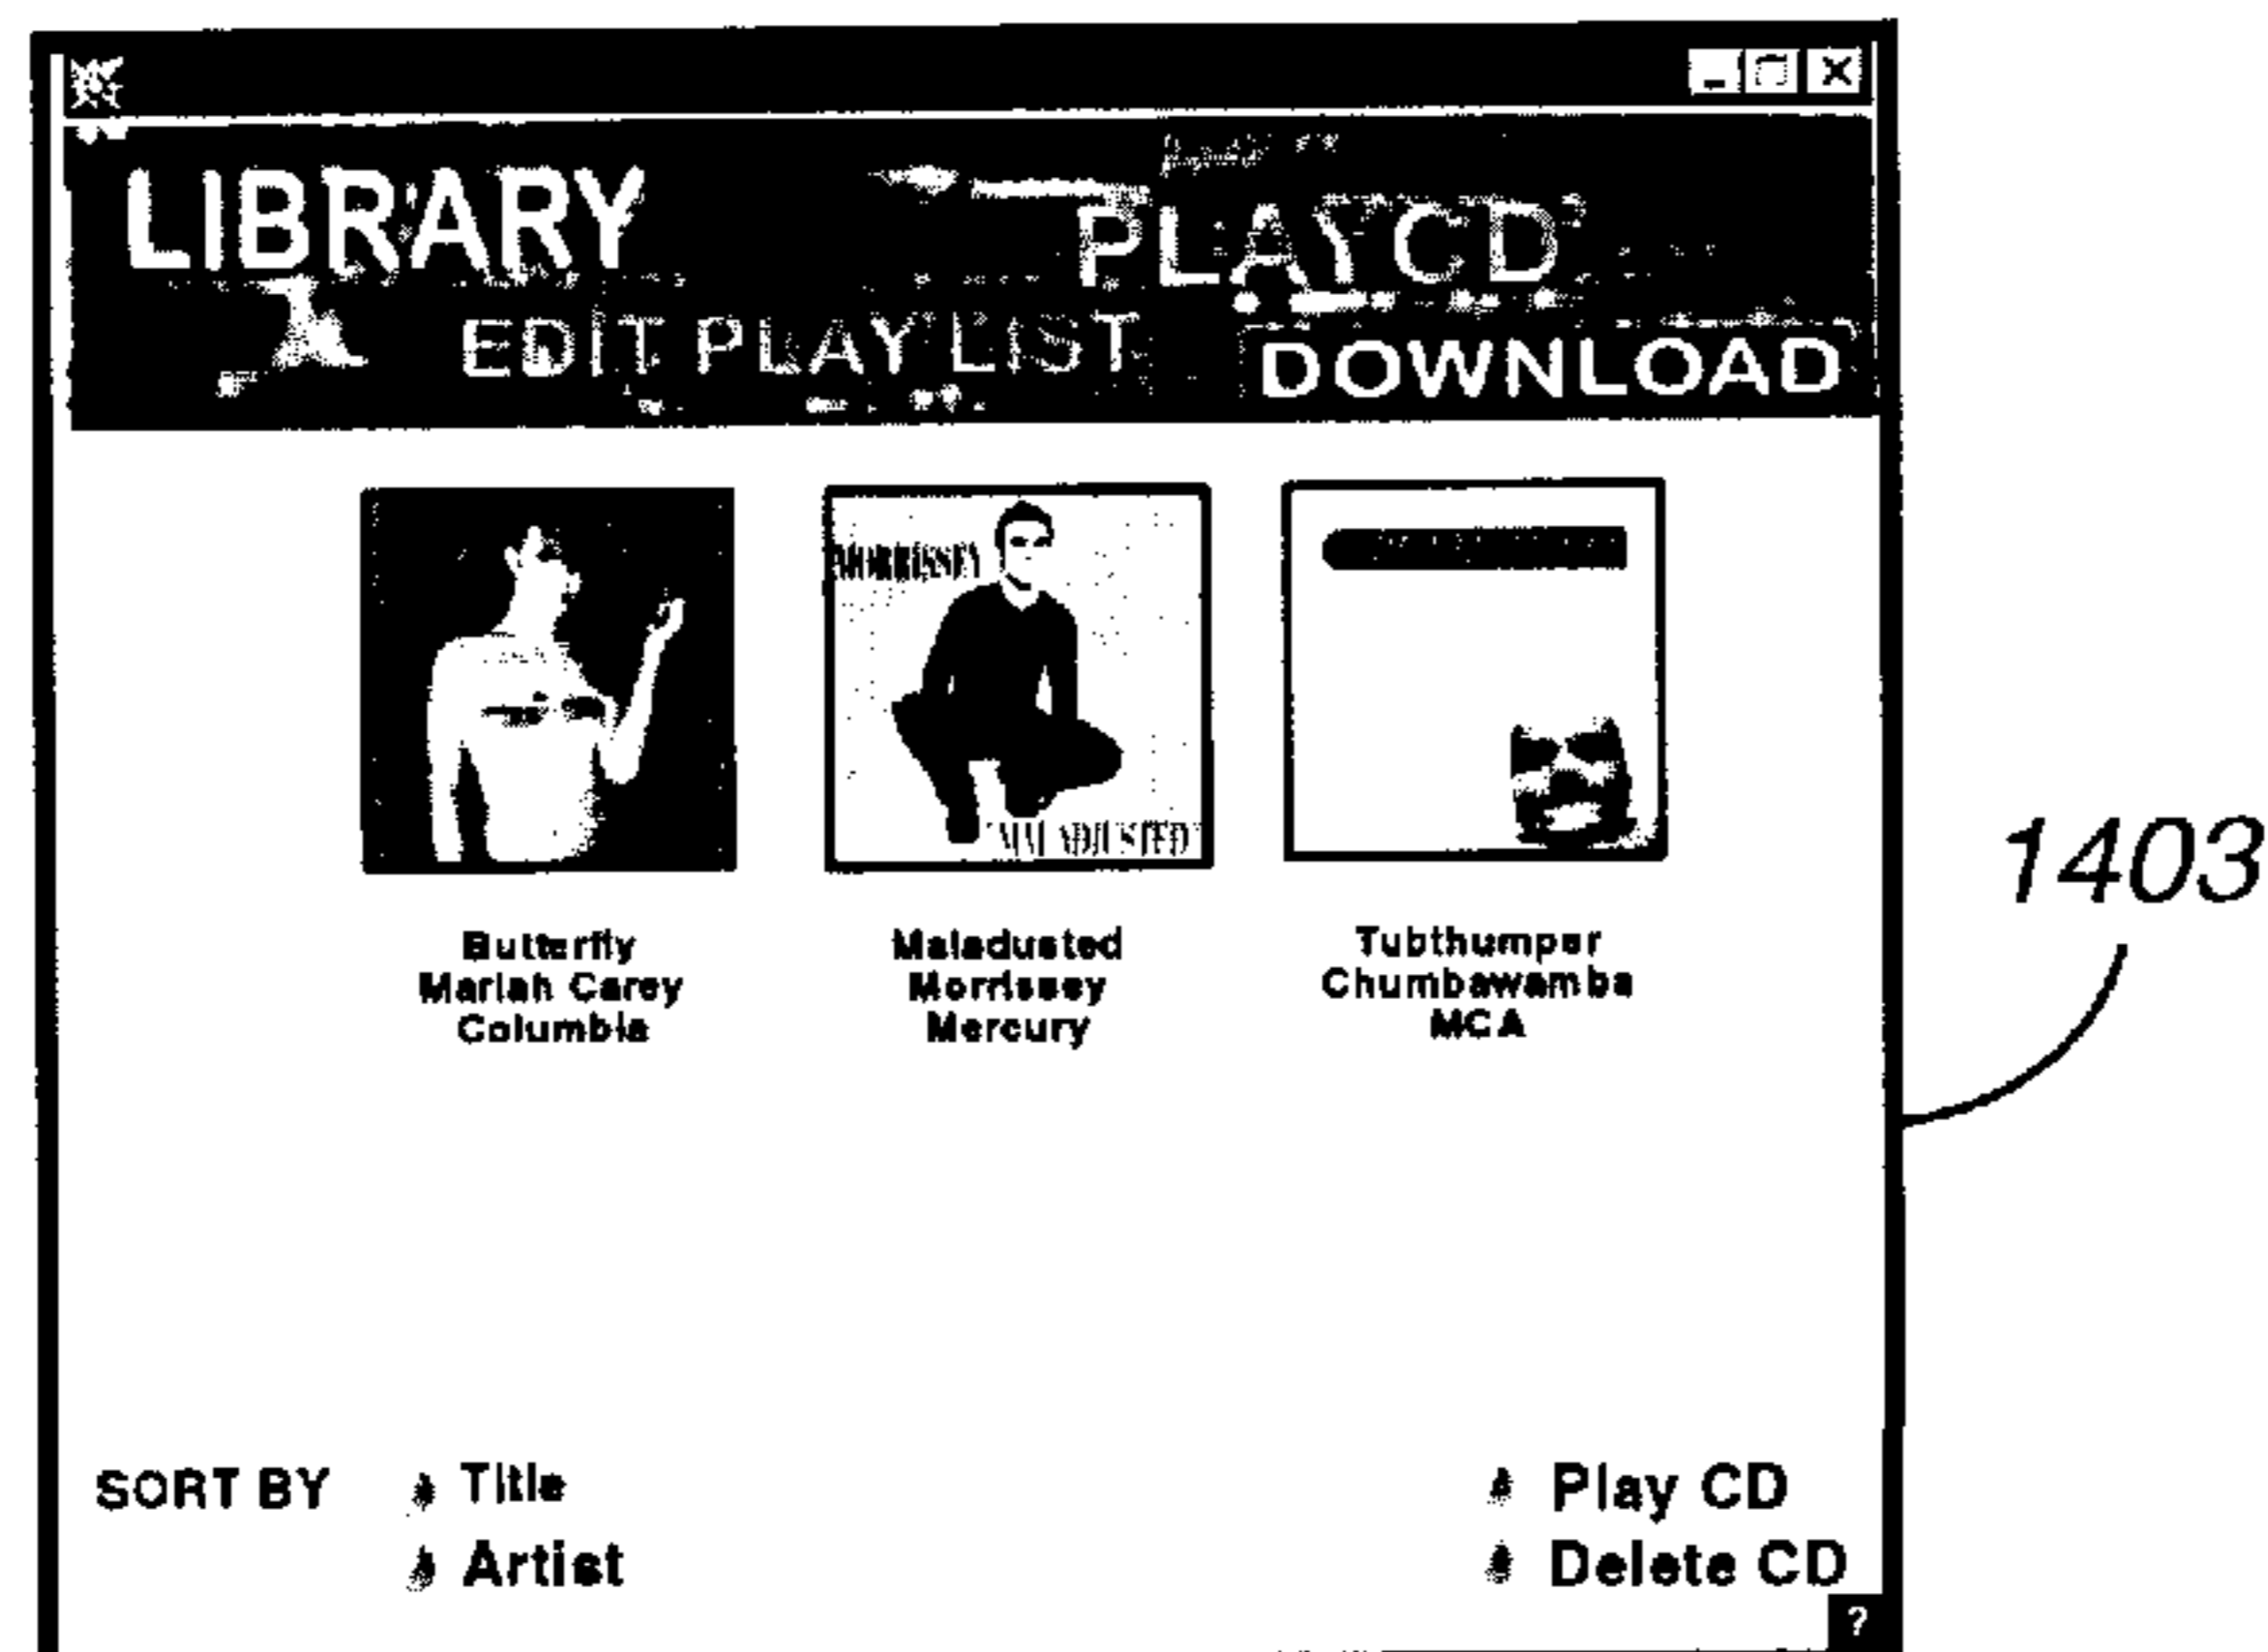 LIBRARY
PLAY CD
EDIT PLAY LIST
DOWNLOAD
MORRISSEY
MALADJUSTED
Butterfly
Mariah Carey
Columbia
Maladusted
Morrissey
Mercury
Tubthumper
Chumbawamba
MCA
1403
SORT BY
Title
Artist
Play CD
Delete CD
?